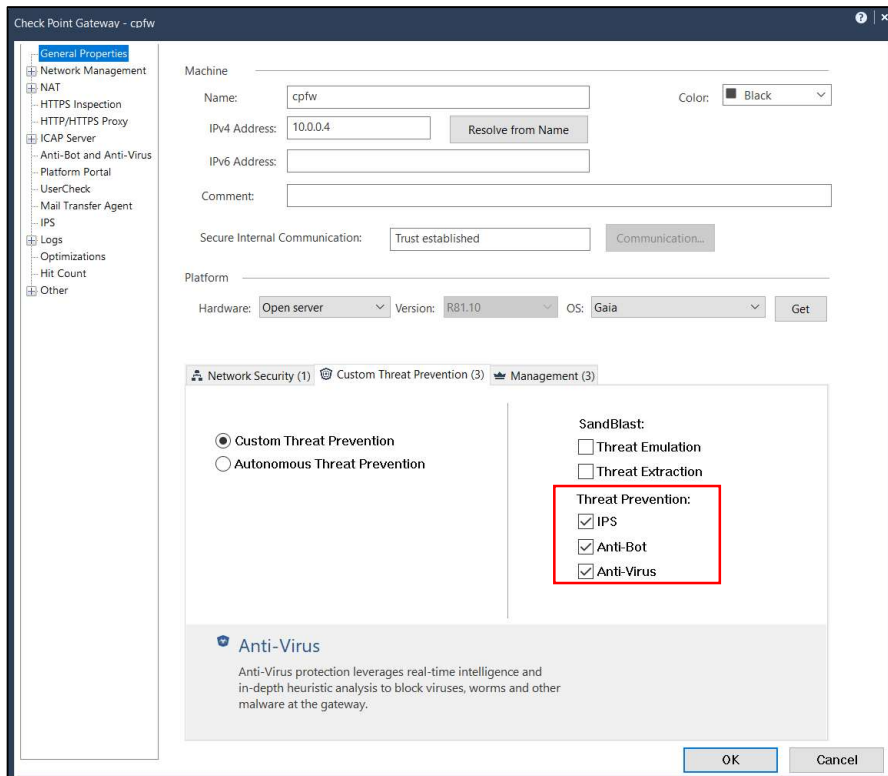 Check Point Gateway - cpfw
General Properties
Network Management
NAT
HTTPS Inspection
HTTP/HTTPS Proxy
ICAP Server
Anti-Bot and Anti-Virus
Platform Portal
UserCheck
Mail Transfer Agent
IPS
Logs
Optimizations
Hit Count
Other
Machine
Name: cpfw Color: Black
IPv4 Address: 10.0.0.4 Resolve from Name
IPv6 Address:
Comment:
Secure Internal Communication: Trust established Communication...
Platform
Hardware: Open server Version: R81.10 OS: Gaia Get
Network Security (1) Custom Threat Prevention (3) Management (3)
Custom Threat Prevention
Autonomous Threat Prevention
SandBlast:
Threat Emulation
Threat Extraction
Threat Prevention:
IPS
Anti-Bot
Anti-Virus
Anti-Virus
Anti-Virus protection leverages real-time intelligence and
in-depth heuristic analysis to block viruses, worms and other
malware at the gateway.
OK Cancel